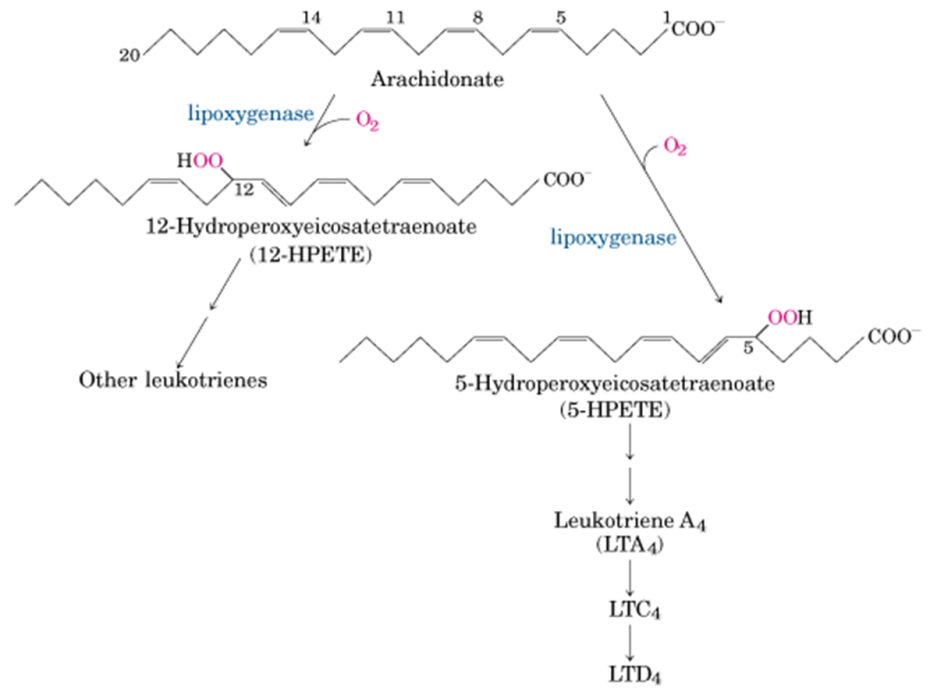 14 11 8 5 1
COO⁻
20
Arachidonate
lipoxygenase O₂
O₂
HOO
12
COO⁻
12-Hydroperoxyeicosatetraenoate
(12-HPETE)
lipoxygenase
OOH
5
COO⁻
Other leukotrienes
5-Hydroperoxyeicosatetraenoate
(5-HPETE)
Leukotriene A₄
(LTA₄)
LTC₄
LTD₄